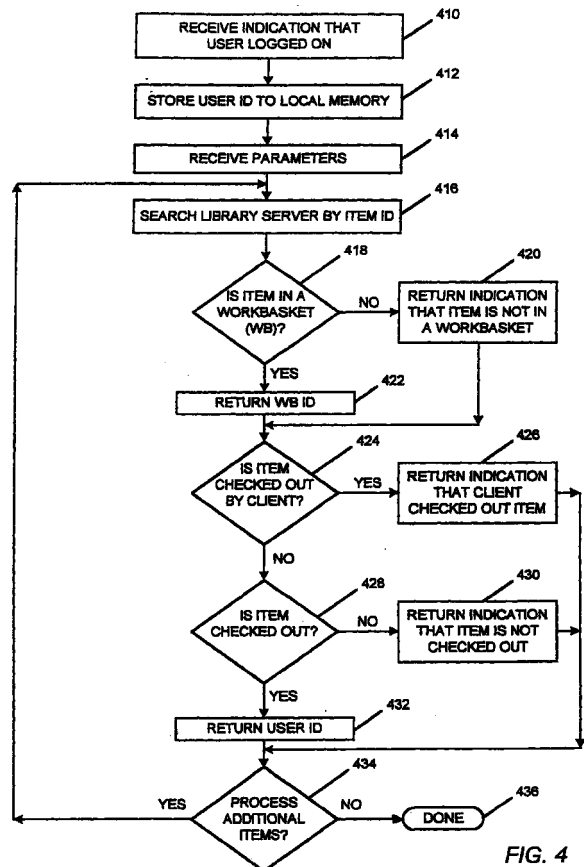 RECEIVE INDICATION THAT
USER LOGGED ON
410
STORE USER ID TO LOCAL MEMORY
412
RECEIVE PARAMETERS
414
SEARCH LIBRARY SERVER BY ITEM ID
416
IS ITEM IN A
WORKBASKET
(WB)?
418
NO
RETURN INDICATION
THAT ITEM IS NOT IN
A WORKBASKET
420
YES
RETURN WB ID
422
IS ITEM
CHECKED OUT
BY CLIENT?
424
YES
RETURN INDICATION
THAT CLIENT
CHECKED OUT ITEM
426
NO
IS ITEM
CHECKED OUT?
428
NO
RETURN INDICATION
THAT ITEM IS NOT
CHECKED OUT
430
YES
RETURN USER ID
432
PROCESS
ADDITIONAL
ITEMS?
434
YES
NO
DONE
436
FIG. 4